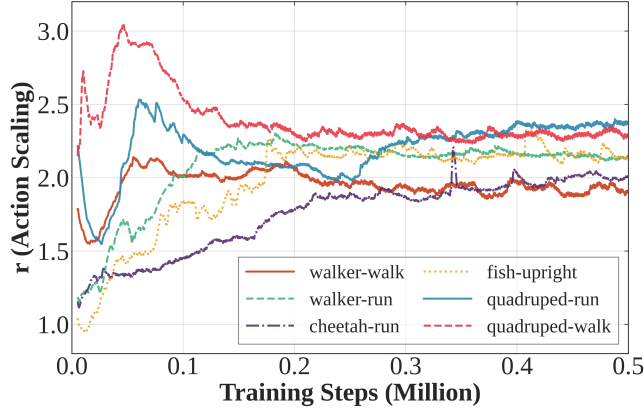 r (Action Scaling)
3.0
2.5
2.0
1.5
1.0
walker-walk
walker-run
cheetah-run
fish-upright
quadruped-run
quadruped-walk
0.0 0.1 0.2 0.3 0.4 0.5
Training Steps (Million)